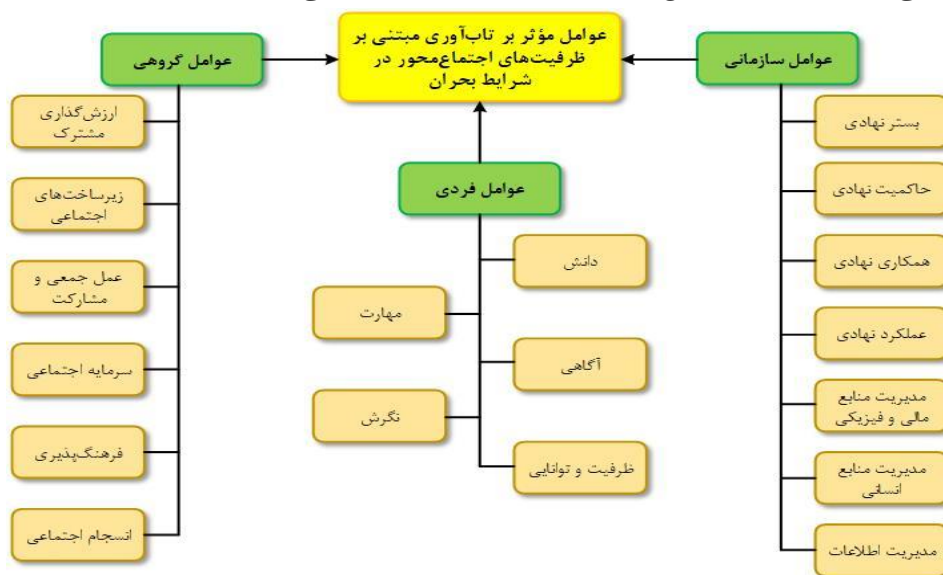 عوامل مؤثر بر تاب‌آوری مبتنی بر
ظرفیت‌های اجتماع‌محور در
شرایط بحران
عوامل سازمانی
بستر نهادی
حاکمیت نهادی
همکاری نهادی
عملکرد نهادی
مدیریت منابع
مالی و فیزیکی
مدیریت منابع
انسانی
مدیریت اطلاعات
عوامل فردی
دانش
مهارت
آگاهی
نگرش
ظرفیت و توانایی
عوامل گروهی
ارزش‌گذاری
مشترک
زیرساخت‌های
اجتماعی
عمل جمعی و
مشارکت
سرمایه اجتماعی
فرهنگ‌پذیری
انسجام اجتماعی